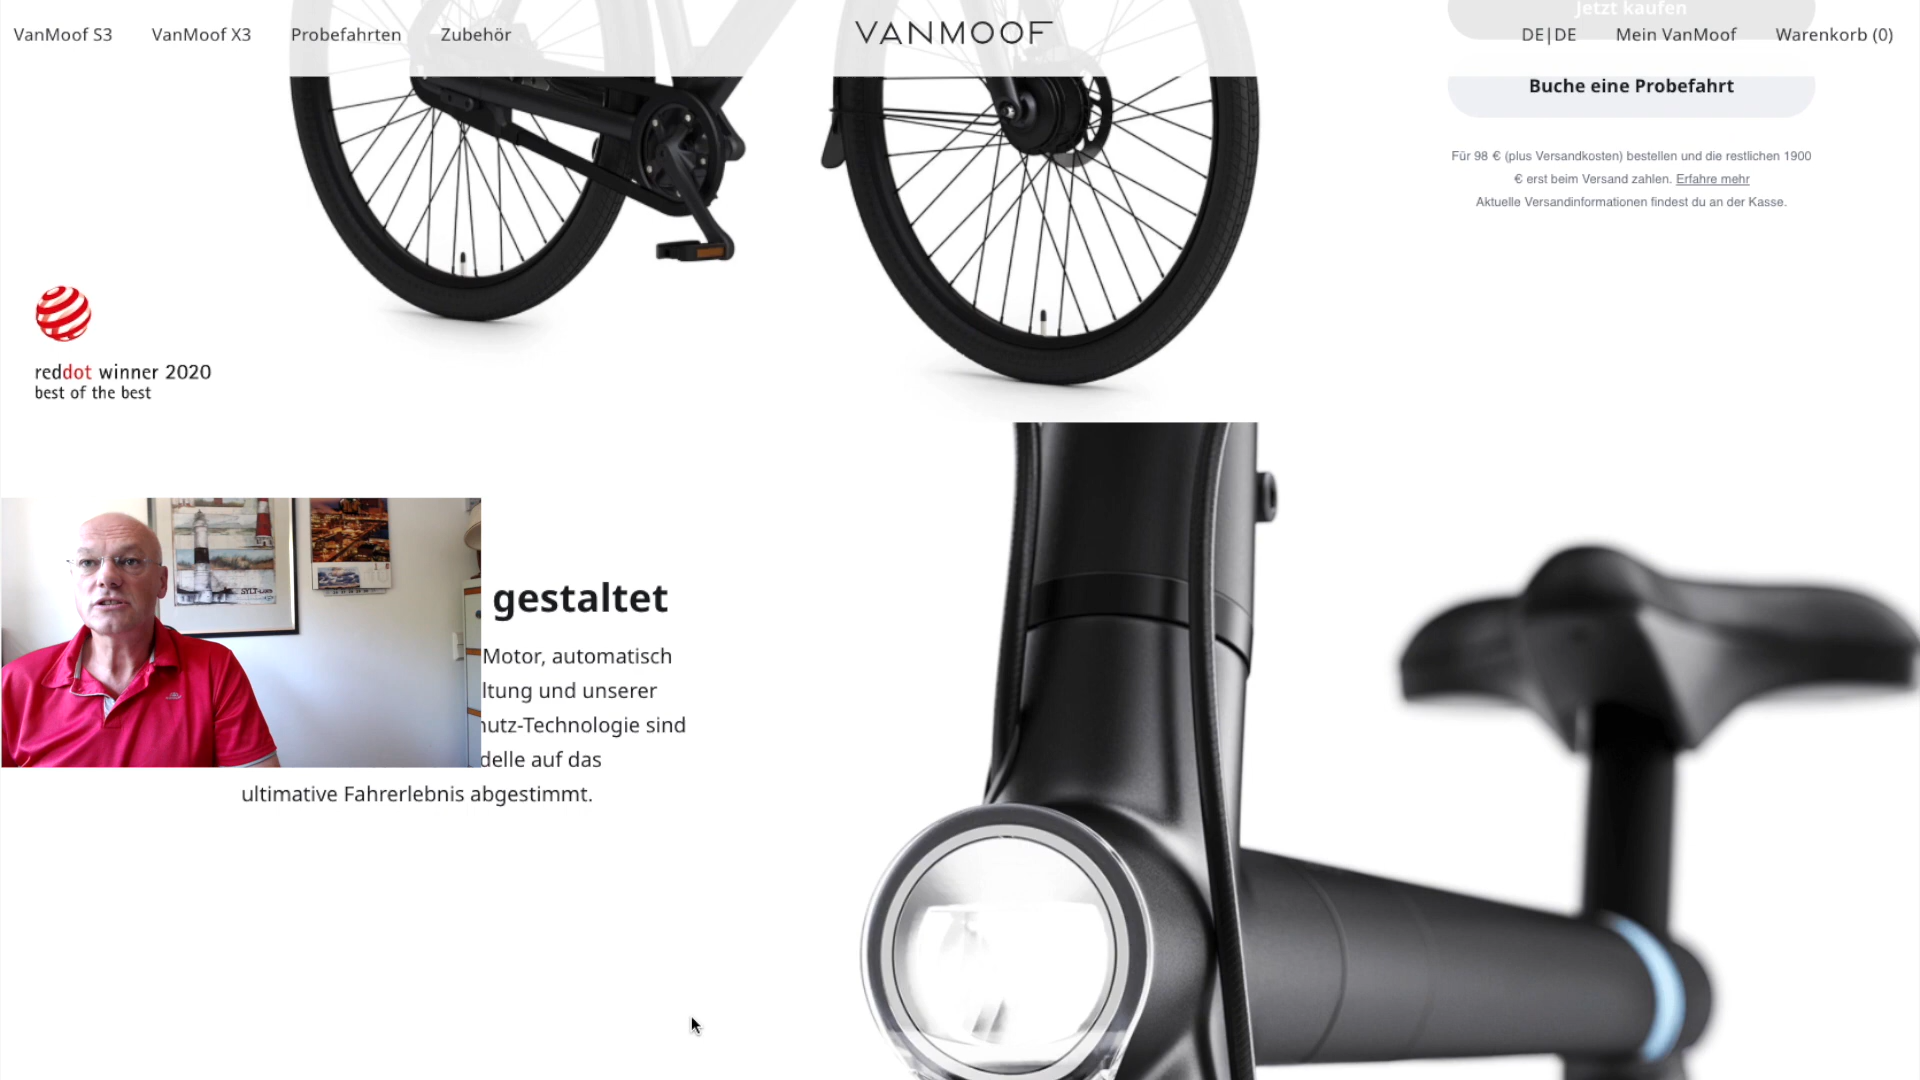 VanMoof S3 VanMoof X3 Probefahrten Zubehör
VANMOOF
DE|DE Mein VanMoof Warenkorb (0)
Jetzt kaufen
Buche eine Probefahrt
Für 98 € (plus Versandkosten) bestellen und die restlichen 1900
€ erst beim Versand zahlen. Erfahre mehr
Aktuelle Versandinformationen findest du an der Kasse.
reddot winner 2020
best of the best
SYLT
gestaltet
Motor, automatisch
ltung und unserer
hutz-Technologie sind
delle auf das
ultimative Fahrerlebnis abgestimmt.